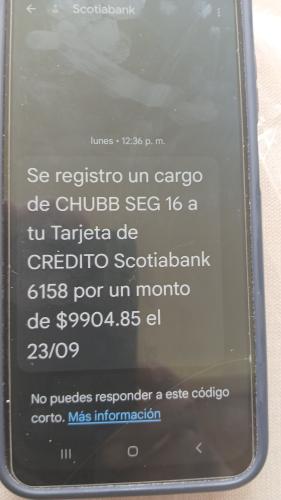 Scotiabank
lunes • 12:36 p. m.
Se registro un cargo
de CHUBB SEG 16 a
tu Tarjeta de
CRÈDITO Scotiabank
6158 por un monto
de $9904.85 el
23/09
No puedes responder a este código
corto. Más información